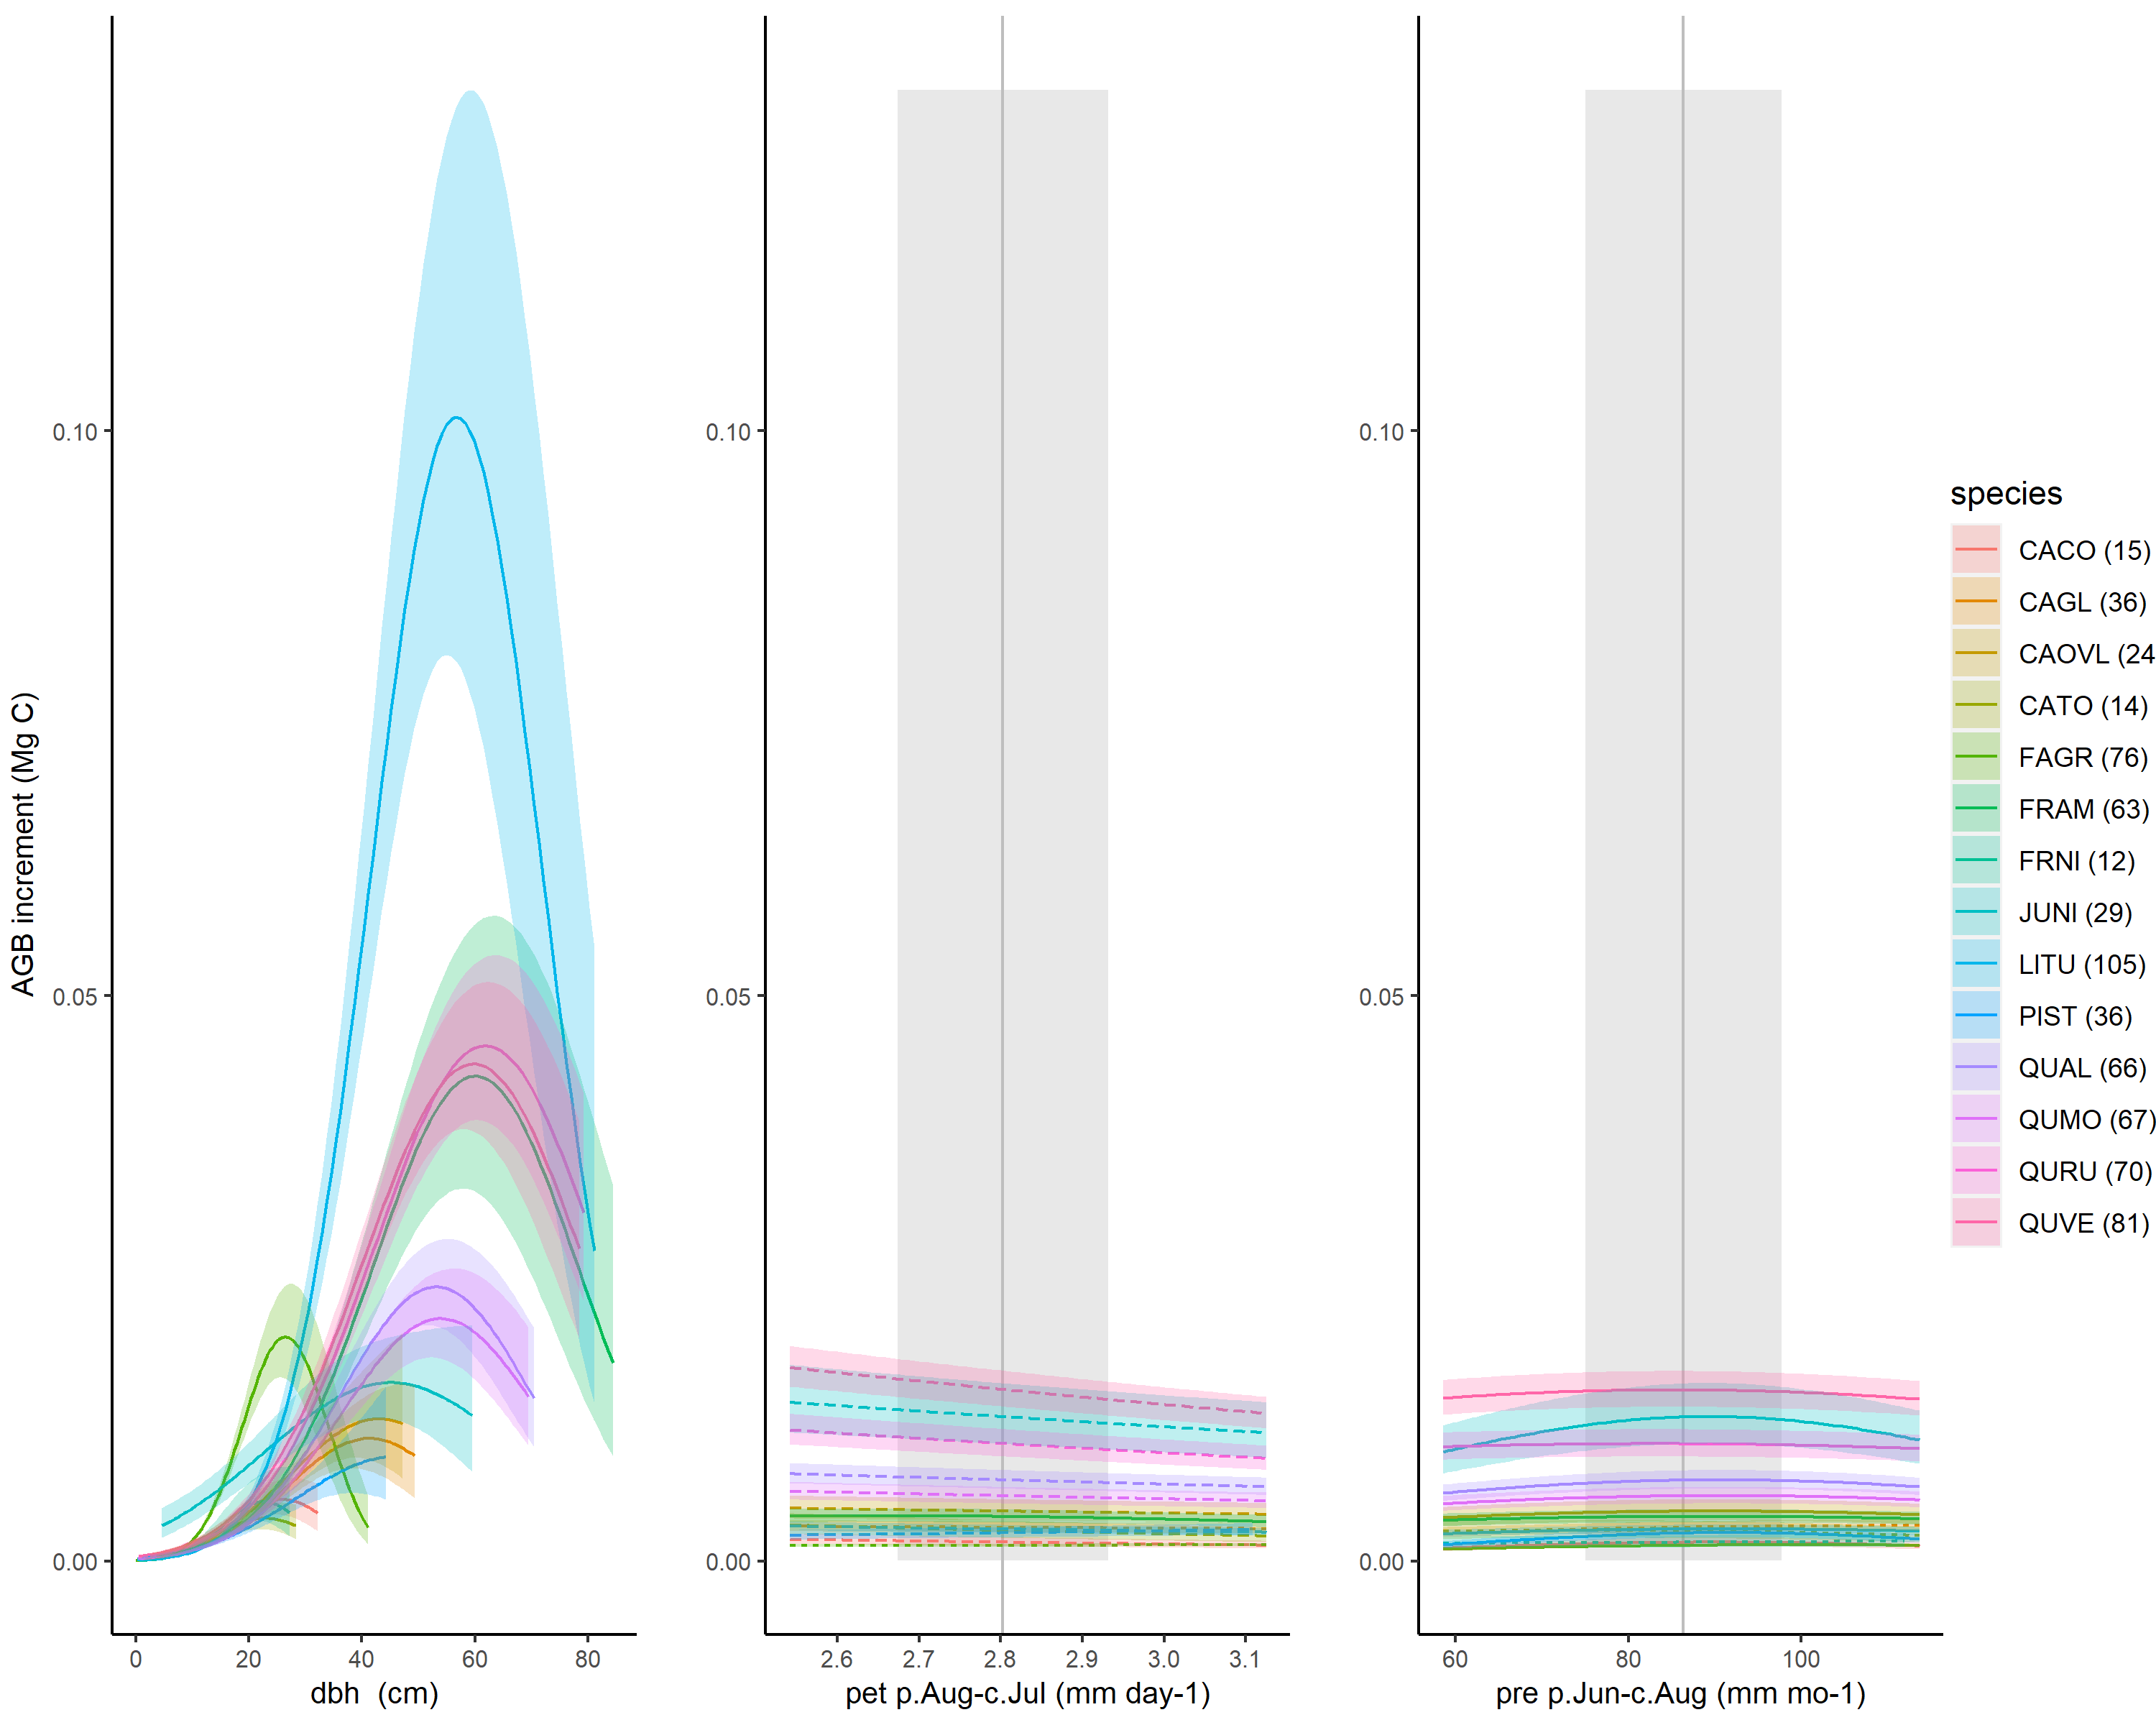 AGB increment (Mg C)
0.10
0.05
0.00
0 20 40 60 80
dbh  (cm)
0.10
0.05
0.00
2.6 2.7 2.8 2.9 3.0 3.1
pet p.Aug-c.Jul (mm day-1)
0.10
0.05
0.00
60 80 100
pre p.Jun-c.Aug (mm mo-1)
species
CACO (15)
CAGL (36)
CAOVL (24
CATO (14)
FAGR (76)
FRAM (63)
FRNI (12)
JUNI (29)
LITU (105)
PIST (36)
QUAL (66)
QUMO (67)
QURU (70)
QUVE (81)